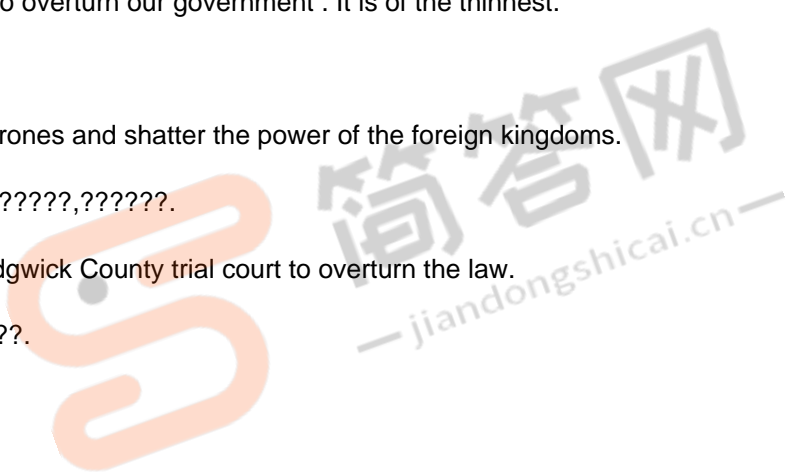 o overturn our government . It is of the thinnest.
rones and shatter the power of the foreign kingdoms.
?????,??????.
dgwick County trial court to overturn the law.
??.
简答网
jiandongshicai.cn